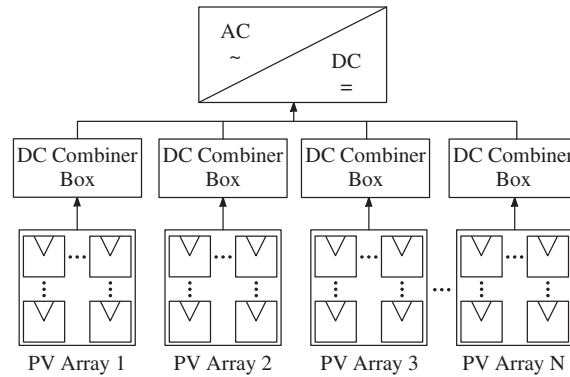 AC
~
DC
=
DC Combiner
Box
DC Combiner
Box
DC Combiner
Box
DC Combiner
Box
PV Array 1
PV Array 2
PV Array 3
PV Array N